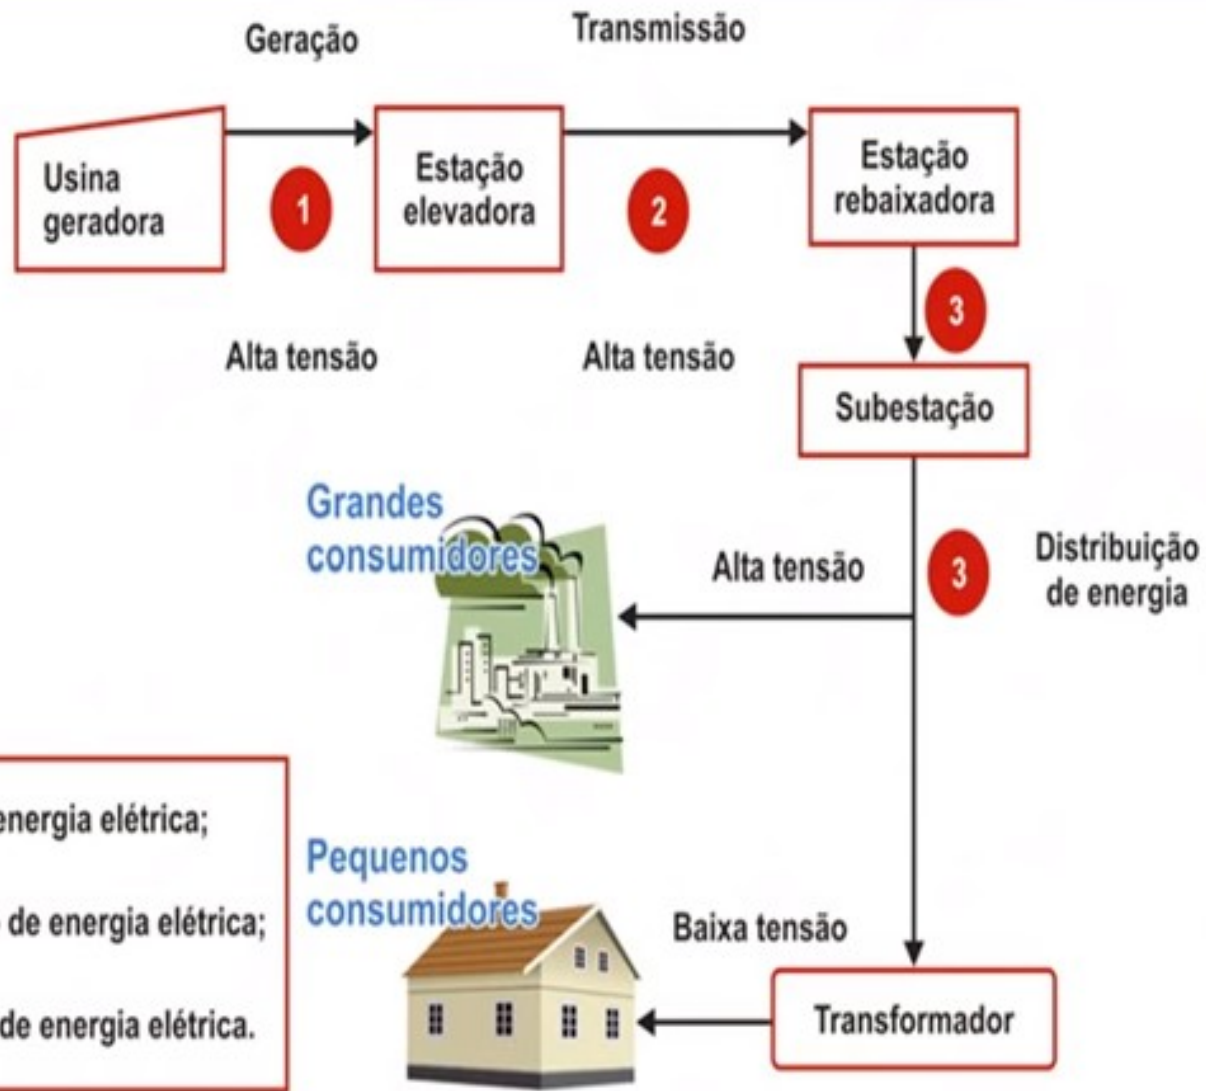 Geração
Transmissão
Usina
geradora
1
Estação
elevadora
2
Estação
rebaixadora
3
Alta tensão
Alta tensão
Subestação
Grandes
consumidores
Alta tensão
3
Distribuição
de energia
energia elétrica;
de energia elétrica;
de energia elétrica.
Pequenos
consumidores
Baixa tensão
Transformador